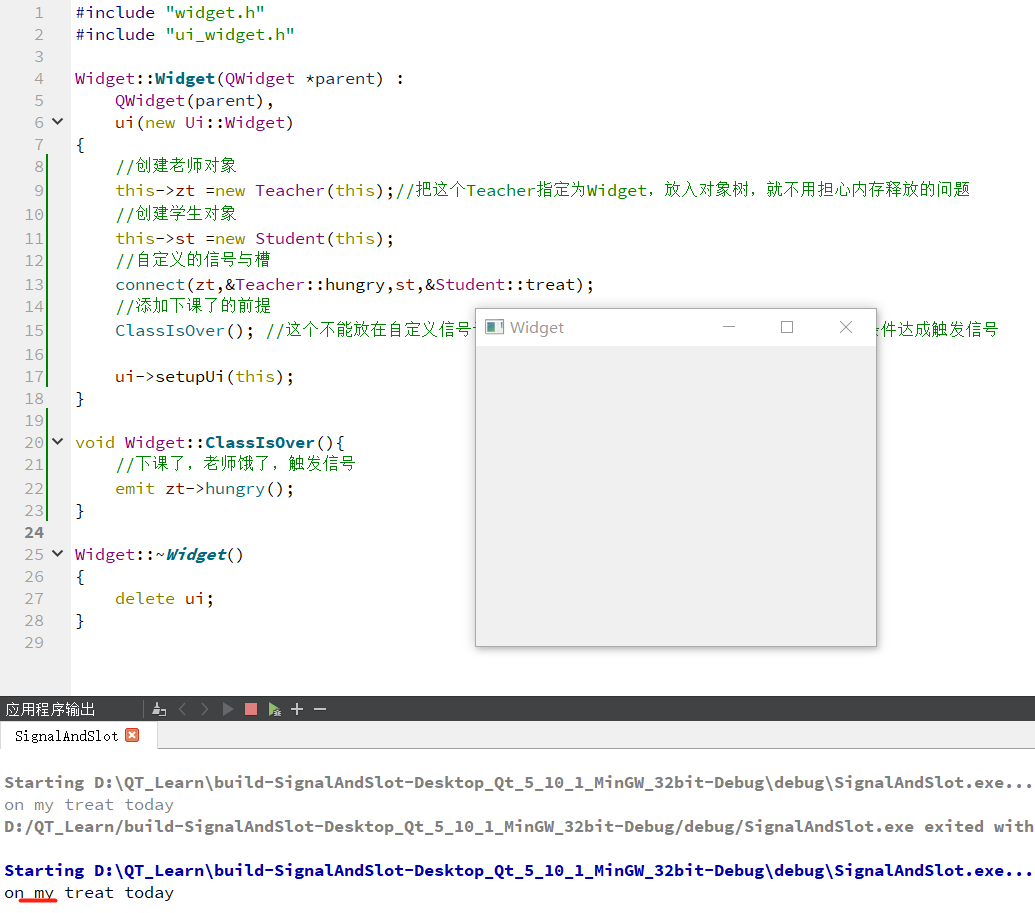 1 #include "widget.h"
2 #include "ui_widget.h"
3
4 Widget::Widget(QWidget *parent) :
5 QWidget(parent),
6 ui(new Ui::Widget)
7 {
8 //创建老师对象
9 this->zt =new Teacher(this);//把这个Teacher指定为Widget，放入对象树，就不用担心内存释放的问题
10 //创建学生对象
11 this->st =new Student(this);
12 //自定义的信号与槽
13 connect(zt,&Teacher::hungry,st,&Student::treat);
14 //添加下课了的前提
15 ClassIsOver(); //这个不能放在自定义信号 件达成触发信号
16
17 ui->setupUi(this);
18 }
19
20 void Widget::ClassIsOver(){
21 //下课了，老师饿了，触发信号
22 emit zt->hungry();
23 }
24
25 Widget::~Widget()
26 {
27 delete ui;
28 }
29
Widget
应用程序输出
SignalAndSlot
Starting D:\QT_Learn\build-SignalAndSlot-Desktop_Qt_5_10_1_MinGW_32bit-Debug\debug\SignalAndSlot.exe...
on my treat today
D:/QT_Learn/build-SignalAndSlot-Desktop_Qt_5_10_1_MinGW_32bit-Debug/debug/SignalAndSlot.exe exited with
Starting D:\QT_Learn\build-SignalAndSlot-Desktop_Qt_5_10_1_MinGW_32bit-Debug\debug\SignalAndSlot.exe...
on my treat today